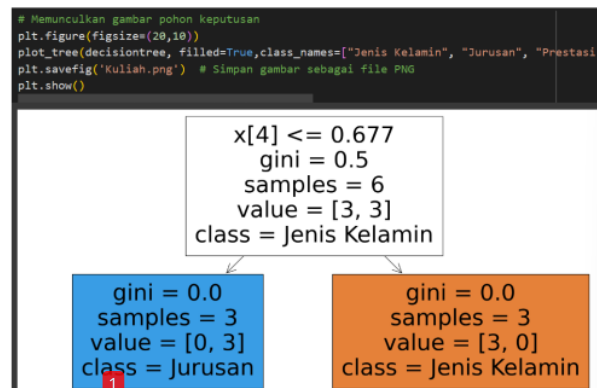 # Memunculkan gambar pohon keputusan
plt.figure(figsize=(20,10))
plot_tree(decisiontree, filled=True,class_names=["Jenis Kelamin", "Jurusan", "Prestasi
plt.savefig('Kuliah.png')  # Simpan gambar sebagai file PNG
plt.show()
x[4] <= 0.677
gini = 0.5
samples = 6
value = [3, 3]
class = Jenis Kelamin
gini = 0.0
samples = 3
value = [0, 3]
class = Jurusan
1
gini = 0.0
samples = 3
value = [3, 0]
class = Jenis Kelamin